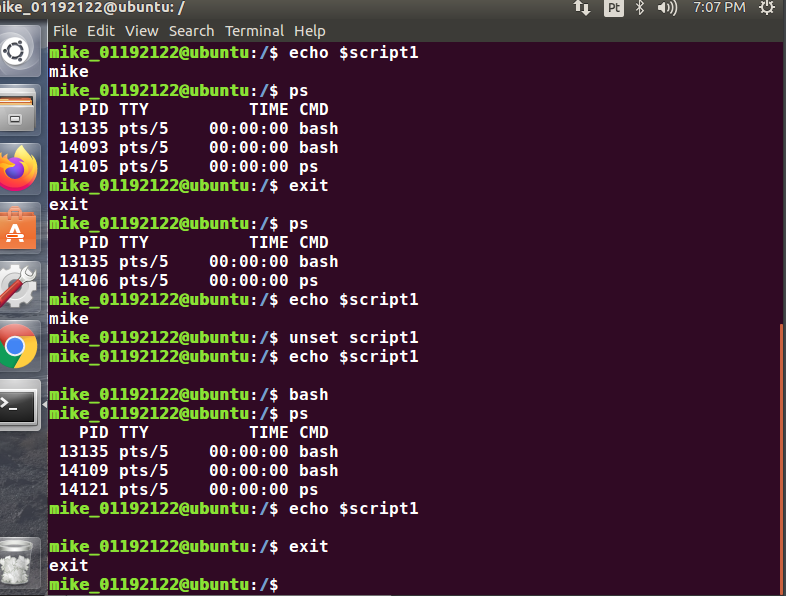 mike_01192122@ubuntu: /
Pt
7:07 PM
File Edit View Search Terminal Help
mike_01192122@ubuntu:/$ echo $script1
mike
mike_01192122@ubuntu:/$ ps
   PID TTY          TIME CMD
 13135 pts/5    00:00:00 bash
 14093 pts/5    00:00:00 bash
 14105 pts/5    00:00:00 ps
mike_01192122@ubuntu:/$ exit
exit
mike_01192122@ubuntu:/$ ps
   PID TTY          TIME CMD
 13135 pts/5    00:00:00 bash
 14106 pts/5    00:00:00 ps
mike_01192122@ubuntu:/$ echo $script1
mike
mike_01192122@ubuntu:/$ unset script1
mike_01192122@ubuntu:/$ echo $script1

mike_01192122@ubuntu:/$ bash
mike_01192122@ubuntu:/$ ps
   PID TTY          TIME CMD
 13135 pts/5    00:00:00 bash
 14109 pts/5    00:00:00 bash
 14121 pts/5    00:00:00 ps
mike_01192122@ubuntu:/$ echo $script1

mike_01192122@ubuntu:/$ exit
exit
mike_01192122@ubuntu:/$